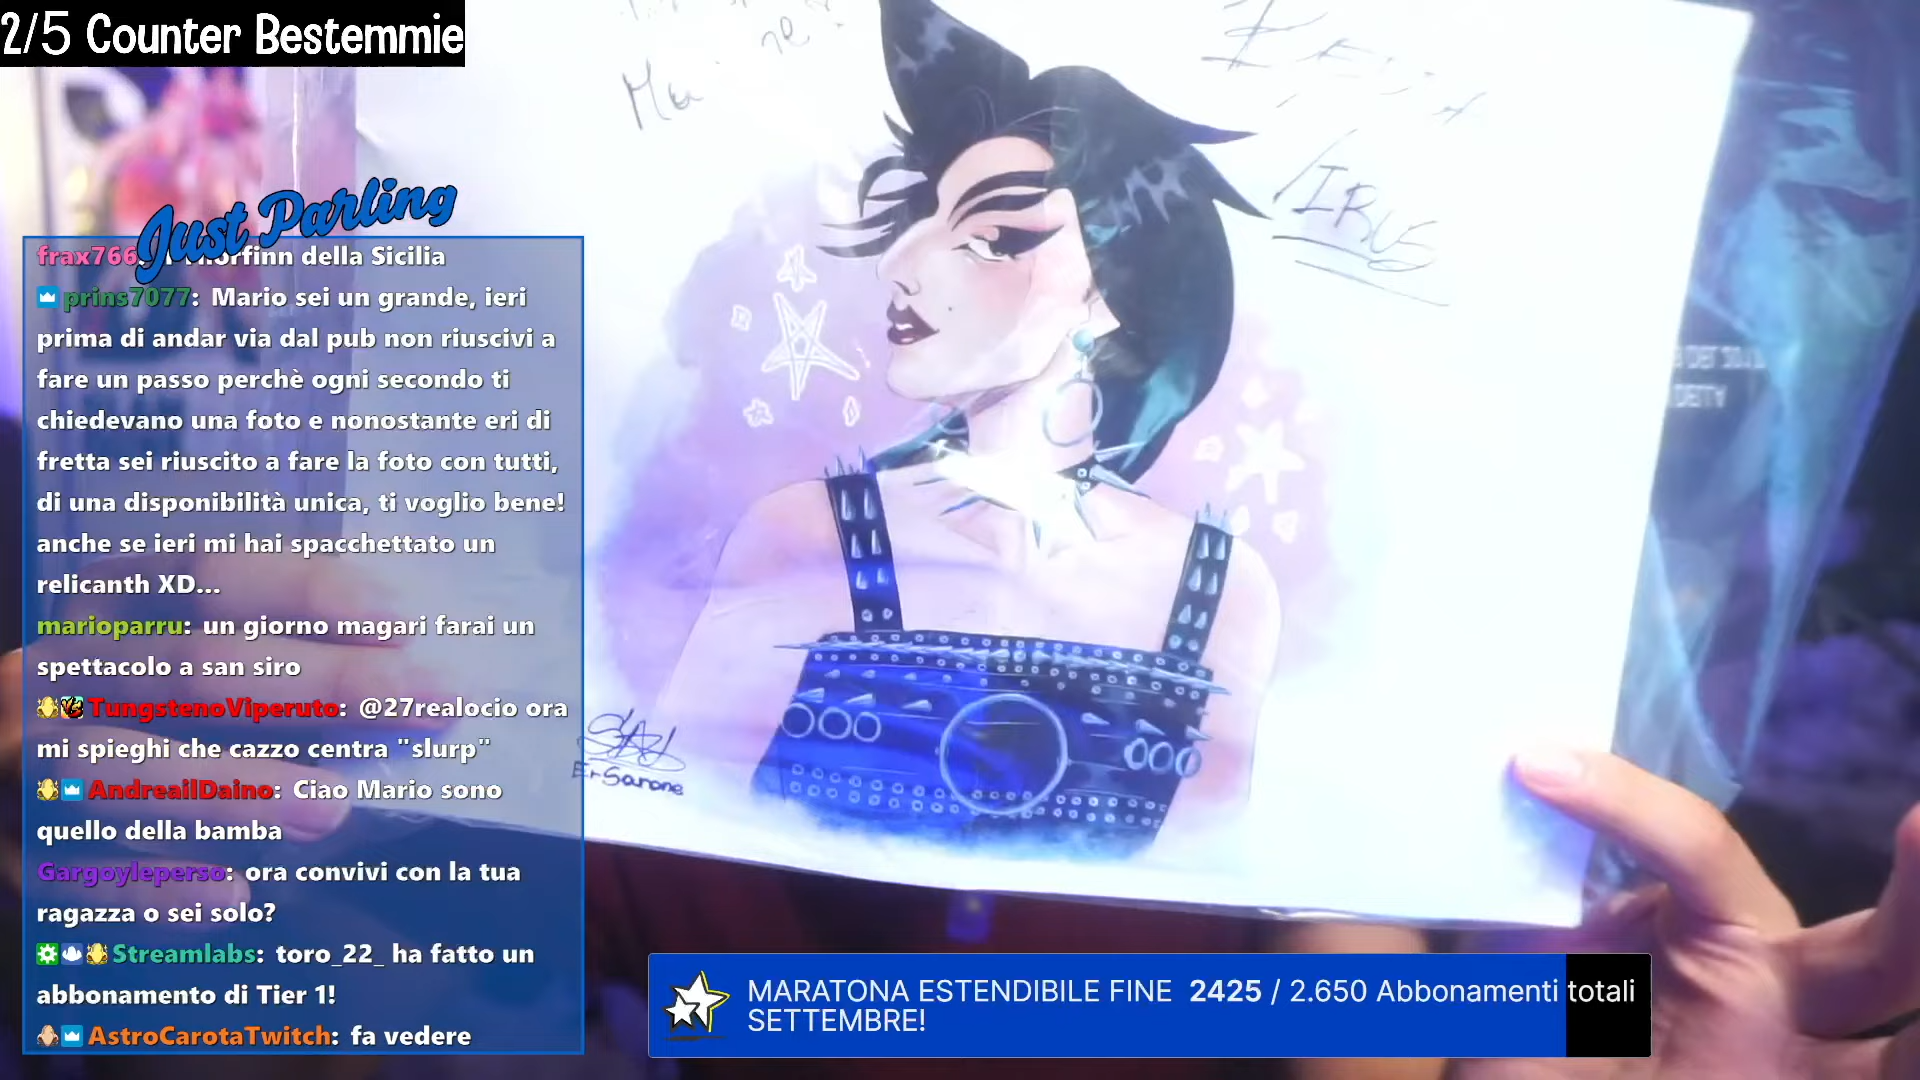 2/5 Counter Bestemmie
VIRUS
Just Parling
frax766: della Sicilia
prins7077: Mario sei un grande, ieri
prima di andar via dal pub non riuscivi a
fare un passo perchè ogni secondo ti
chiedevano una foto e nonostante eri di
fretta sei riuscito a fare la foto con tutti,
di una disponibilità unica, ti voglio bene!
anche se ieri mi hai spacchettato un
relicanth XD...
marioparru: un giorno magari farai un
spettacolo a san siro
TungstenoViperuto: @27realocio ora
mi spieghi che cazzo centra "slurp"
AndreailDaino: Ciao Mario sono
quello della bamba
Gargoyleperso: ora convivi con la tua
ragazza o sei solo?
Streamlabs: toro_22_ ha fatto un
abbonamento di Tier 1!
AstroCarotaTwitch: fa vedere
ErSarone
MARATONA ESTENDIBILE FINE 2425 / 2.650 Abbonamenti totali
SETTEMBRE!